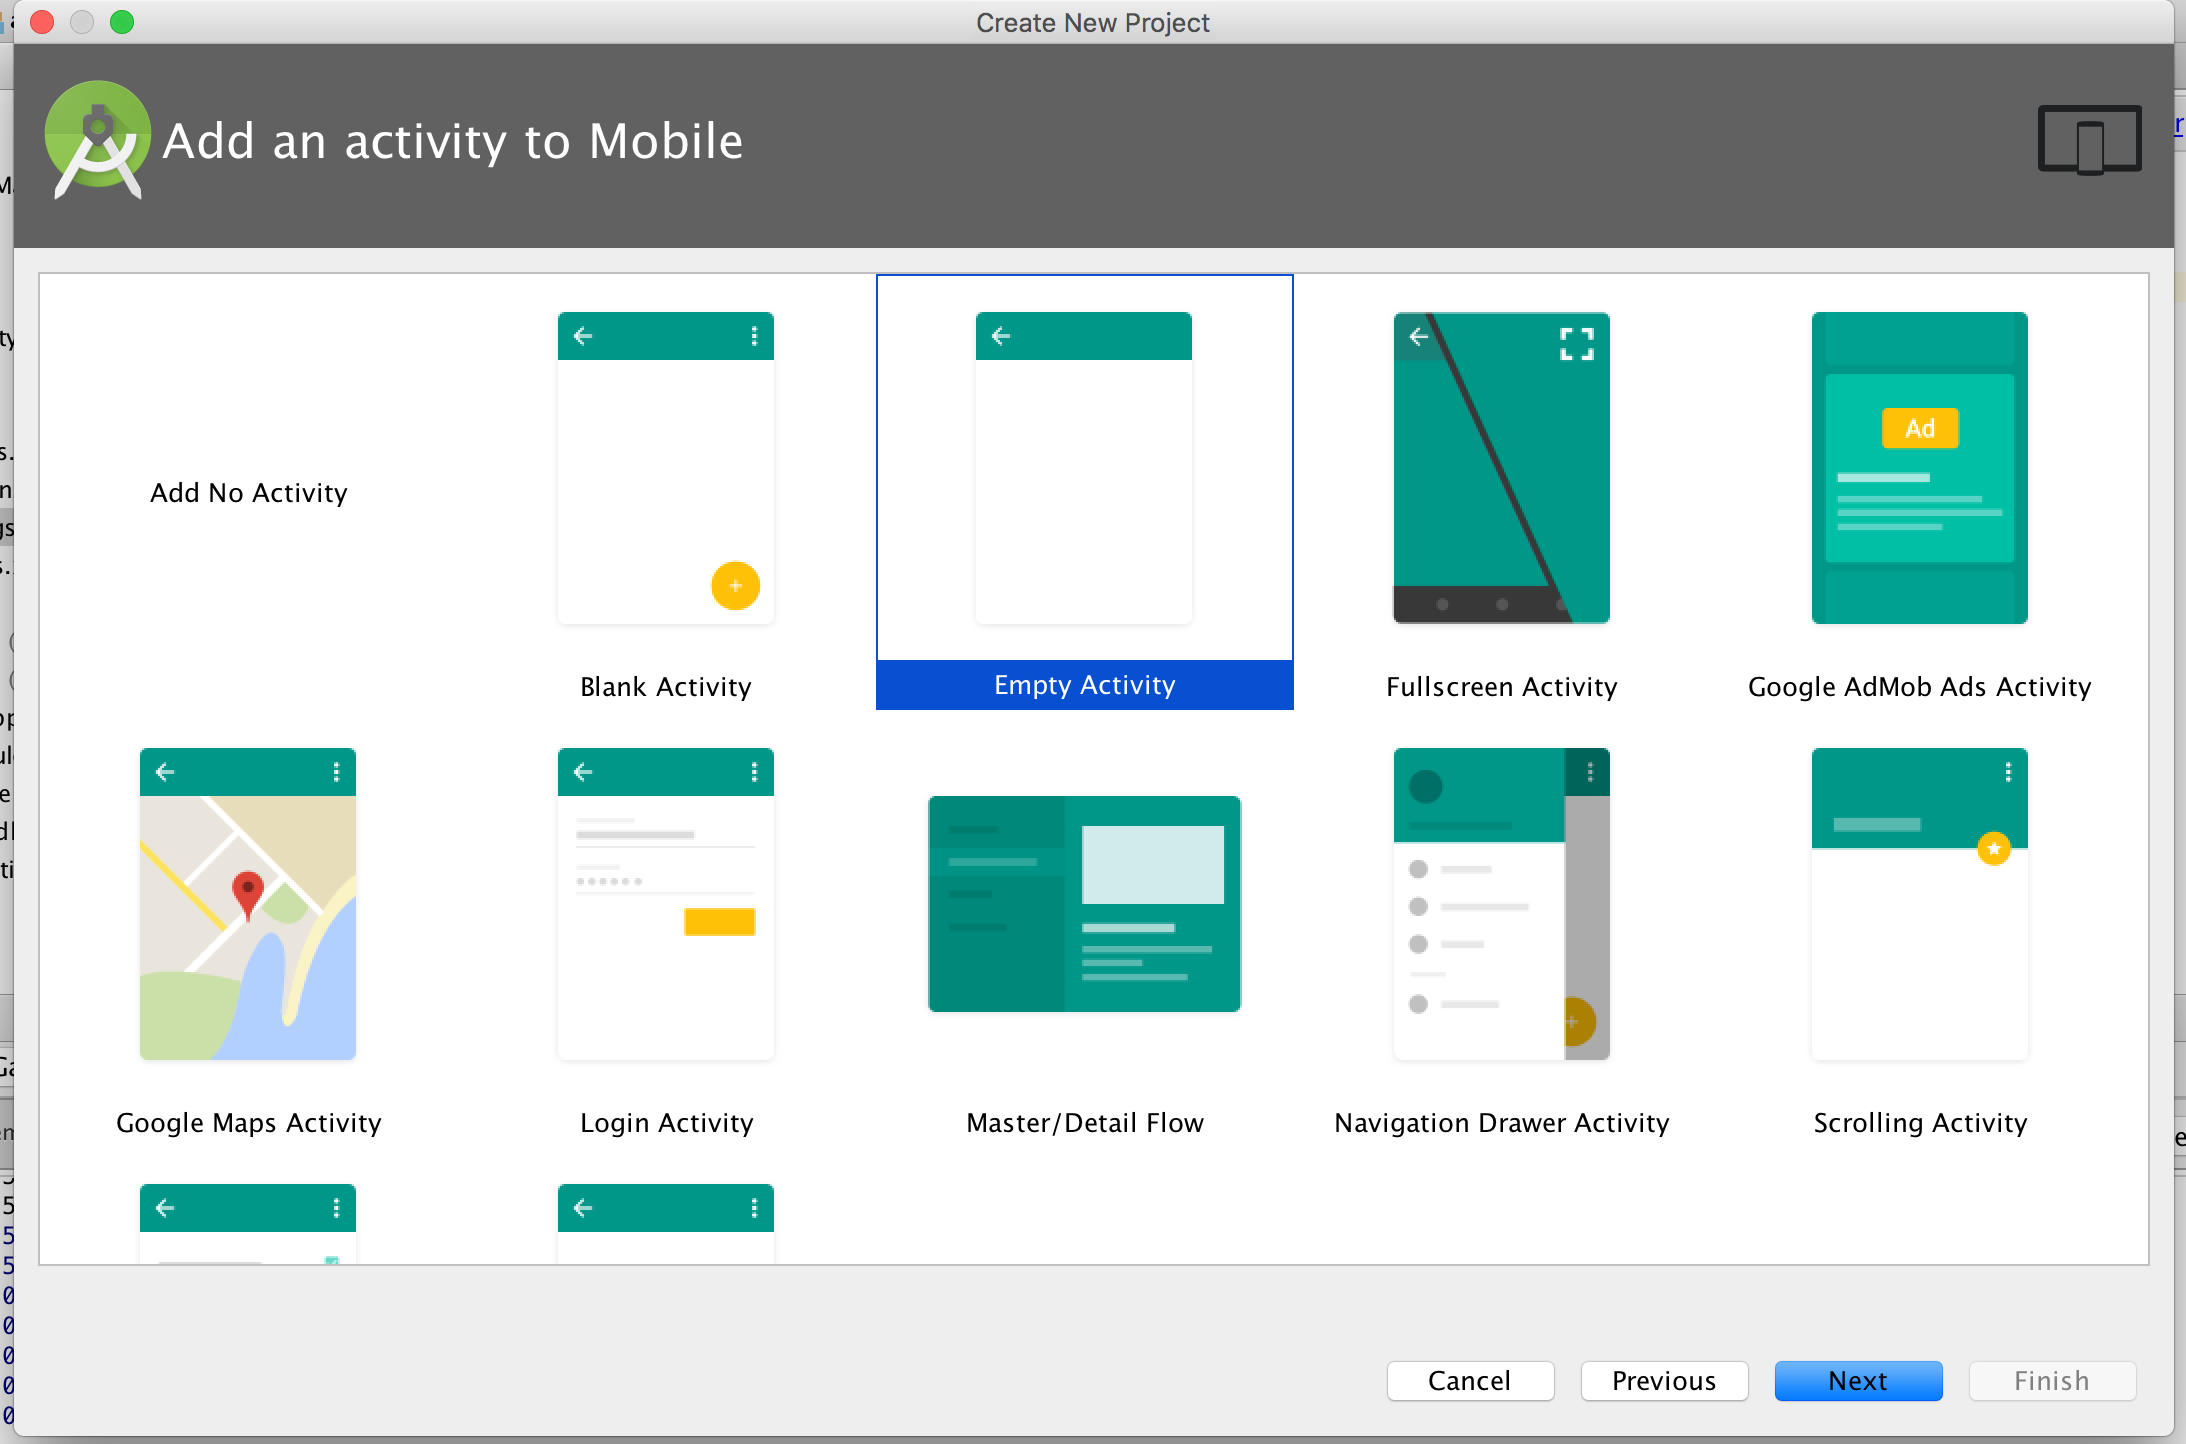 Create New Project
Add an activity to Mobile
Add No Activity
Ad
Blank Activity
Empty Activity
Fullscreen Activity
Google AdMob Ads Activity
Google Maps Activity
Login Activity
Master/Detail Flow
Navigation Drawer Activity
Scrolling Activity
Cancel
Previous
Next
Finish